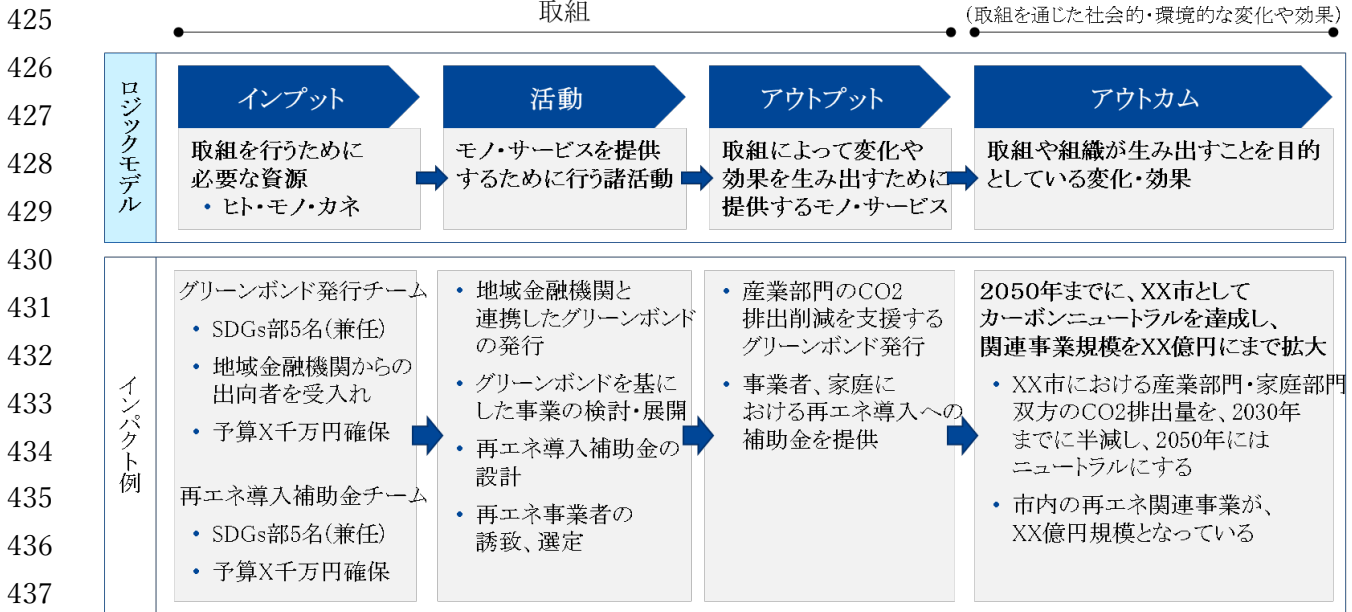 取組
(取組を通じた社会的・環境的な変化や効果)
425
426
427
428
429
430
431
432
433
434
435
436
437
ロジックモデル
インプット
活動
アウトプット
アウトカム
取組を行うために
必要な資源
• ヒト・モノ・カネ
モノ・サービスを提供
するために行う諸活動
取組によって変化や
効果を生み出すために
提供するモノ・サービス
取組や組織が生み出すことを目的
としている変化・効果
インパクト例
グリーンボンド発行チーム
• SDGs部5名(兼任)
• 地域金融機関からの
出向者を受入れ
• 予算X千万円確保
再エネ導入補助金チーム
• SDGs部5名(兼任)
• 予算X千万円確保
• 地域金融機関と
連携したグリーンボンド
の発行
• グリーンボンドを基に
した事業の検討・展開
• 再エネ導入補助金の
設計
• 再エネ事業者の
誘致、選定
• 産業部門のCO2
排出削減を支援する
グリーンボンド発行
• 事業者、家庭に
おける再エネ導入への
補助金を提供
2050年までに、XX市として
カーボンニュートラルを達成し、
関連事業規模をXX億円にまで拡大
• XX市における産業部門・家庭部門
双方のCO2排出量を、2030年
までに半減し、2050年には
ニュートラルにする
• 市内の再エネ関連事業が、
XX億円規模となっている